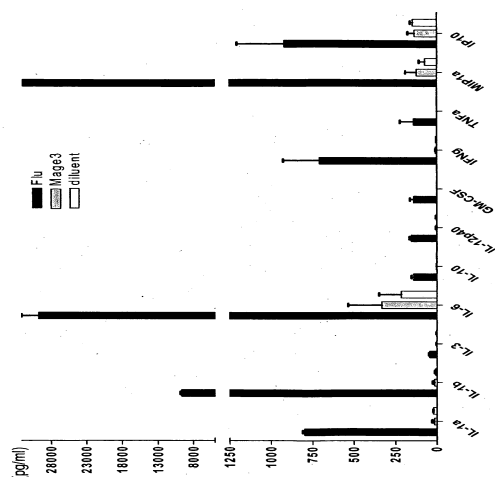 Flu
Mage3
diluent
(pg/ml)
28000
23000
18000
13000
8000
1250
1000
750
500
250
0
IL-1a
IL-1b
IL-3
IL-6
IL-10
IL-12p40
GM-CSF
IFNg
TNFa
MIP1a
IP10